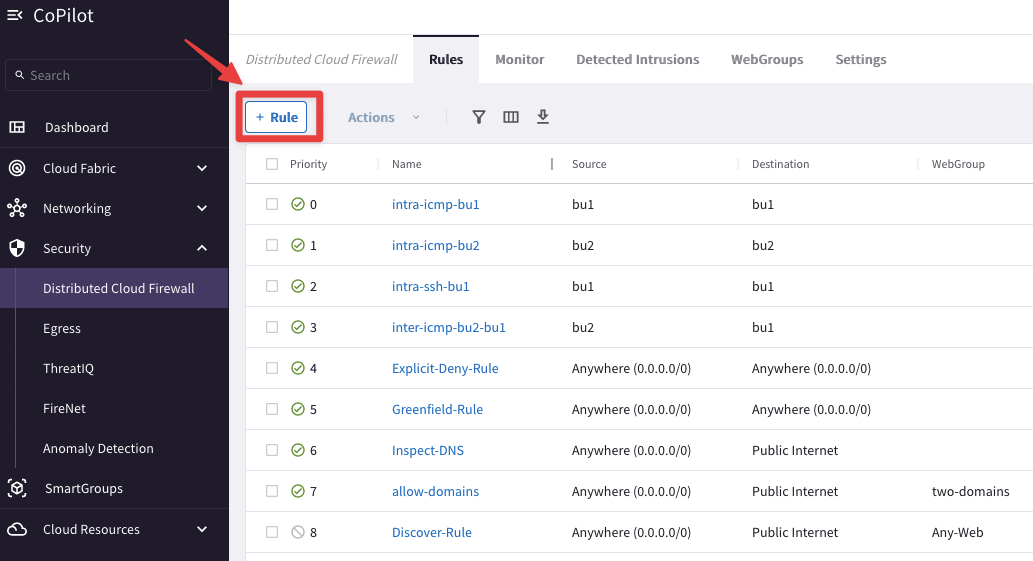 CoPilot
Search
Dashboard
Cloud Fabric
Networking
Security
Distributed Cloud Firewall
Egress
ThreatIQ
FireNet
Anomaly Detection
SmartGroups
Cloud Resources
Distributed Cloud Firewall Rules Monitor Detected Intrusions WebGroups Settings
+ Rule Actions
Priority Name Source Destination WebGroup
0 intra-icmp-bu1 bu1 bu1
1 intra-icmp-bu2 bu2 bu2
2 intra-ssh-bu1 bu1 bu1
3 inter-icmp-bu2-bu1 bu2 bu1
4 Explicit-Deny-Rule Anywhere (0.0.0.0/0) Anywhere (0.0.0.0/0)
5 Greenfield-Rule Anywhere (0.0.0.0/0) Anywhere (0.0.0.0/0)
6 Inspect-DNS Anywhere (0.0.0.0/0) Public Internet
7 allow-domains Anywhere (0.0.0.0/0) Public Internet two-domains
8 Discover-Rule Anywhere (0.0.0.0/0) Public Internet Any-Web